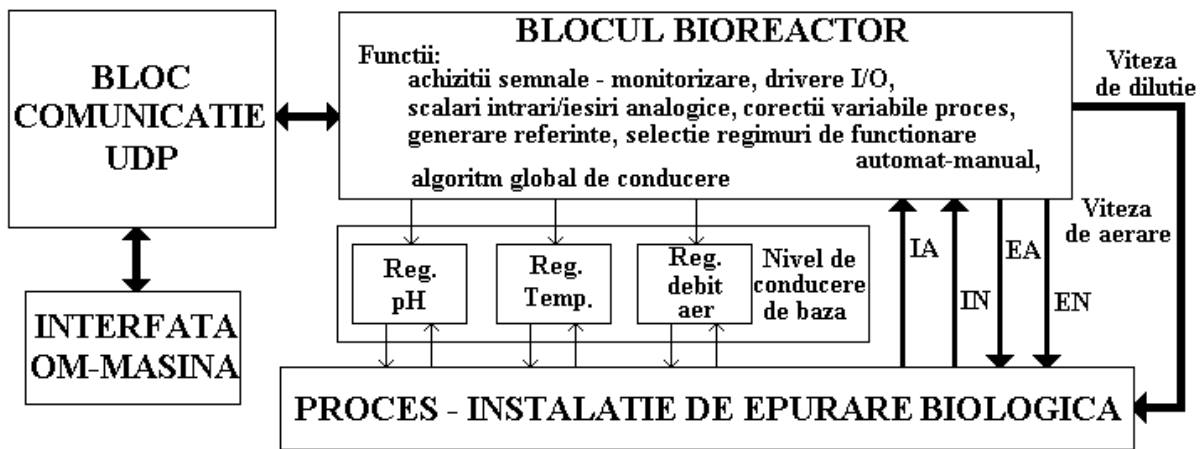 BLOC
COMUNICATIE
UDP
INTERFATA
OM-MASINA
BLOCUL BIOREACTOR
Functii:
achizitii semnale - monitorizare, drivere I/O,
scalari intrari/iesiri analogice, corectii variabile proces,
generare referinte, selectie regimuri de functionare
automat-manual,
algoritm global de conducere
Viteza
de dilutie
Reg.
pH
Reg.
Temp.
Reg.
debit
aer
Nivel de
conducere
de baza
IA
IN
EA
EN
Viteza
de aerare
PROCES - INSTALATIE DE EPURARE BIOLOGICA